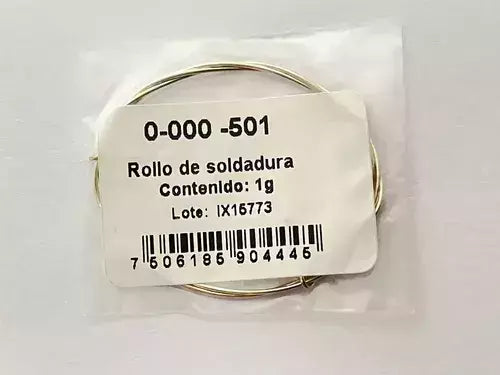 0-000 -501
Rollo de soldadura
Contenido: 1g
Lote: IX15773
7 506185 904445